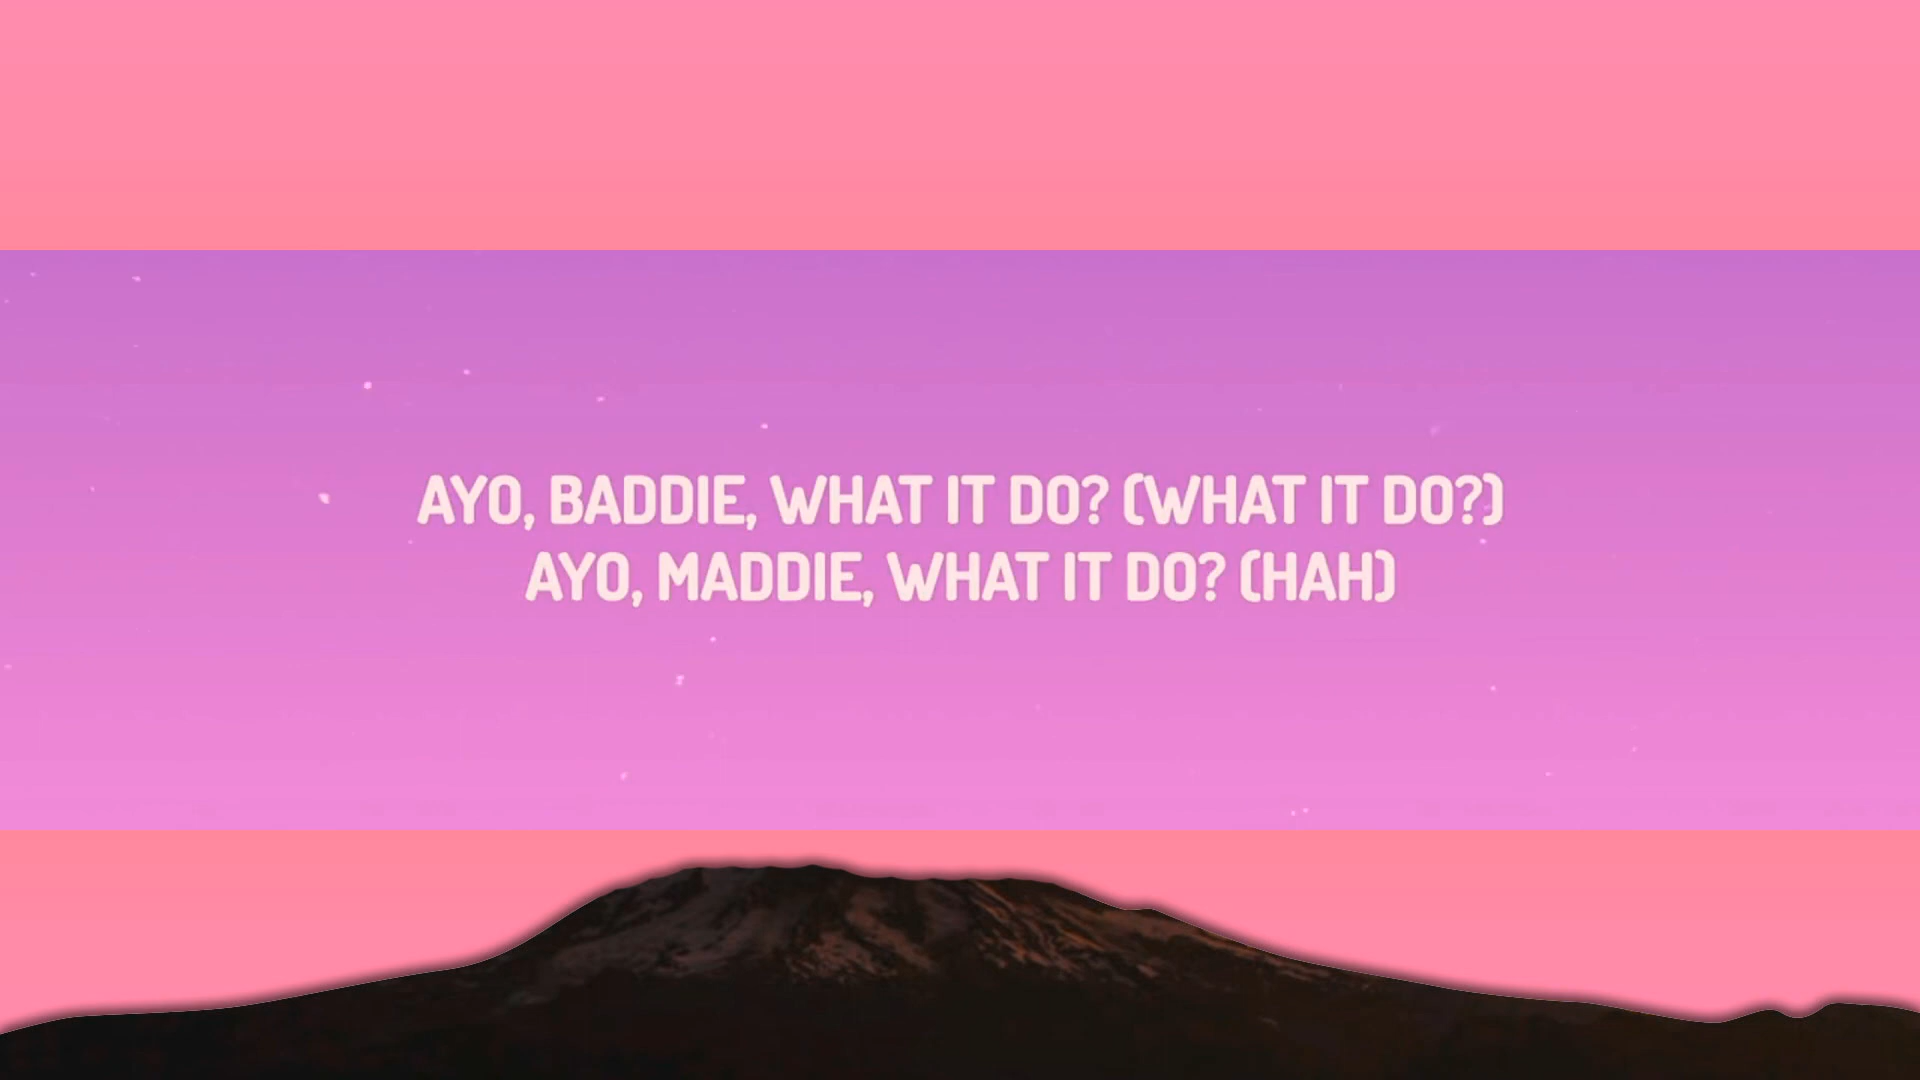 AYO, BADDIE, WHAT IT DO? (WHAT IT DO?)
AYO, MADDIE, WHAT IT DO? (HAH)